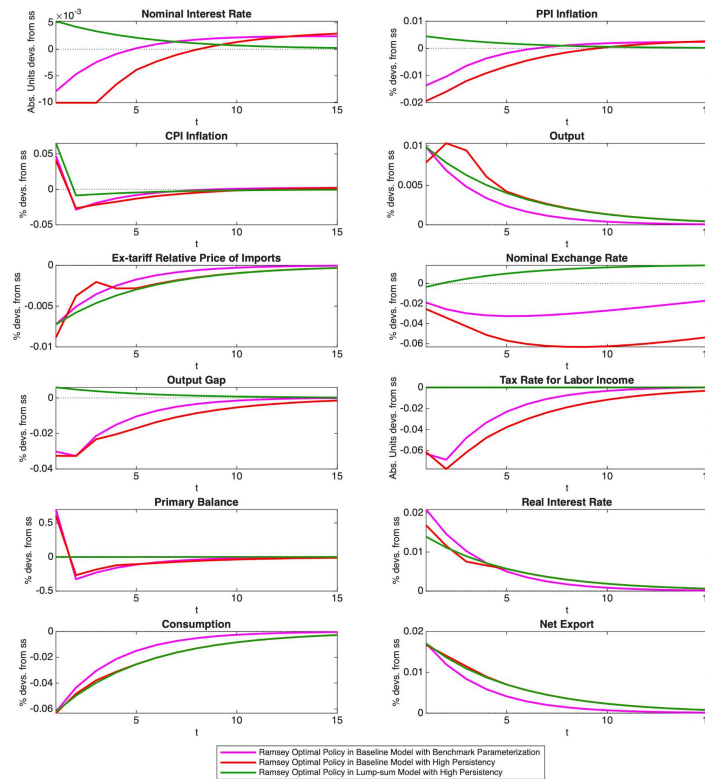 Nominal Interest Rate
×10⁻³
Abs. Units devs. from ss
5
0
-5
-10
5
10
15
t
PPI Inflation
% devs. from ss
0.01
0
-0.01
-0.02
5
10
t
CPI Inflation
% devs. from ss
0.05
0
-0.05
5
10
15
t
Output
% devs. from ss
0.01
0.005
0
5
10
t
Ex-tariff Relative Price of Imports
% devs. from ss
0
-0.005
-0.01
5
10
15
t
Nominal Exchange Rate
% devs. from ss
0
-0.02
-0.04
-0.06
5
10
t
Output Gap
% devs. from ss
0
-0.02
-0.04
5
10
15
t
Tax Rate for Labor Income
Abs. Units devs. from ss
0
-0.02
-0.04
-0.06
5
10
t
Primary Balance
% devs. from ss
0.5
0
-0.5
5
10
15
t
Real Interest Rate
% devs. from ss
0.02
0.01
0
5
10
t
Consumption
% devs. from ss
0
-0.02
-0.04
-0.06
5
10
15
t
Net Export
% devs. from ss
0.02
0.01
0
5
10
t
Ramsey Optimal Policy in Baseline Model with Benchmark Parameterization
Ramsey Optimal Policy in Baseline Model with High Persistency
Ramsey Optimal Policy in Lump-sum Model with High Persistency